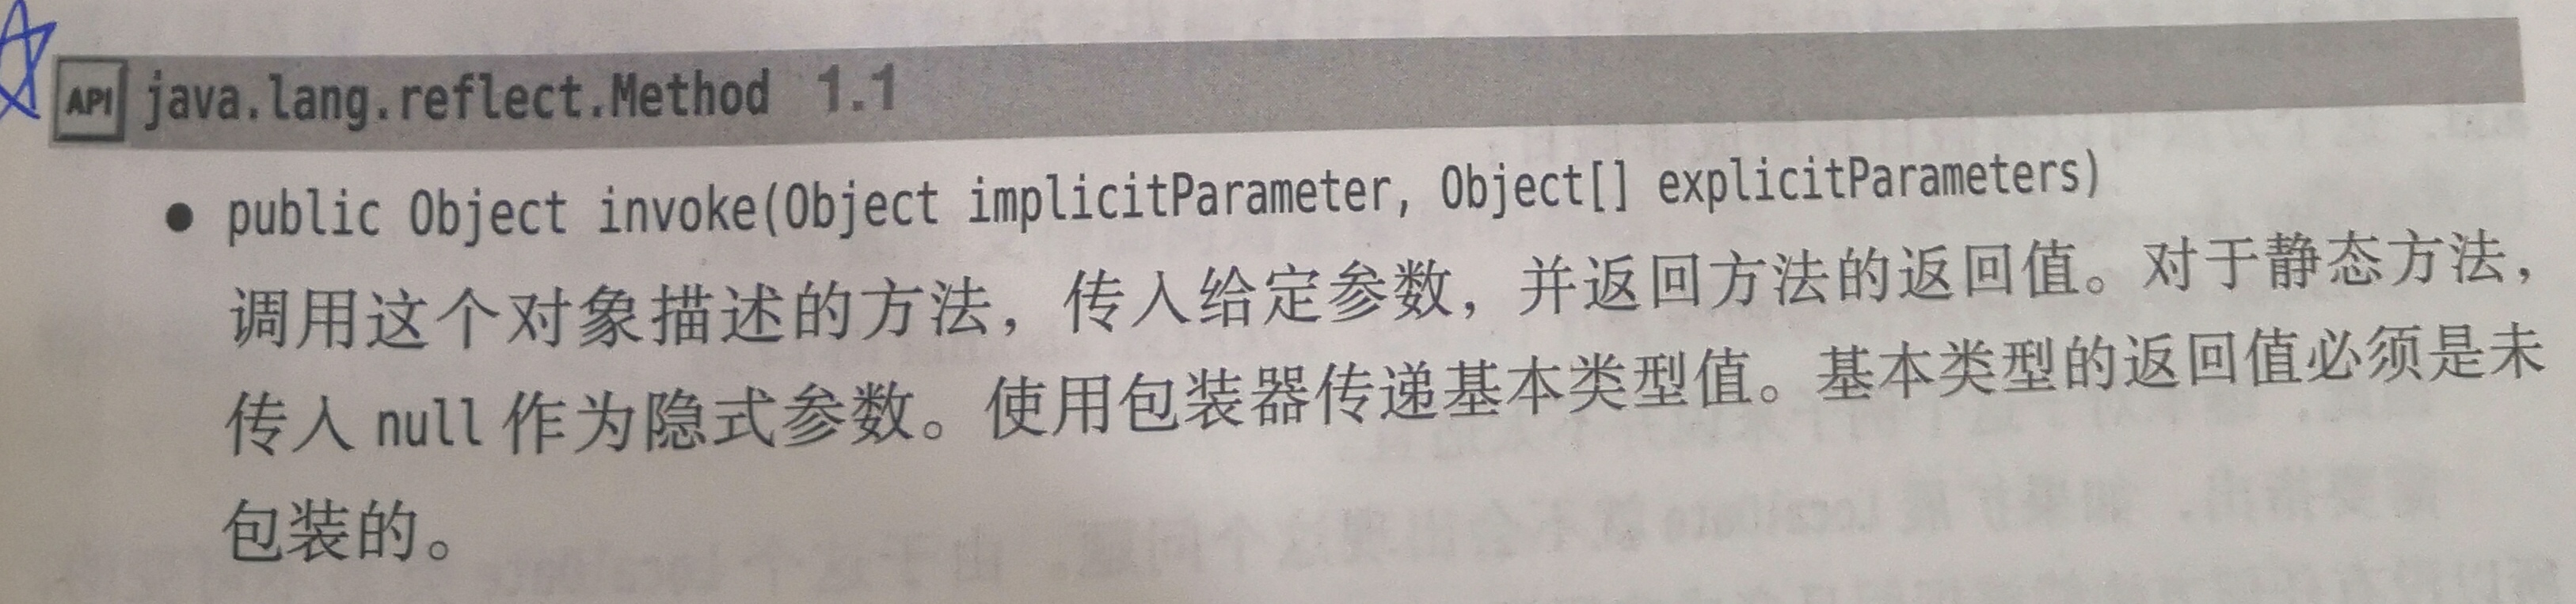 API java.lang.reflect.Method 1.1
● public Object invoke(Object implicitParameter, Object[] explicitParameters)
调用这个对象描述的方法，传入给定参数，并返回方法的返回值。对于静态方法，
传入 null 作为隐式参数。使用包装器传递基本类型值。基本类型的返回值必须是未
包装的。